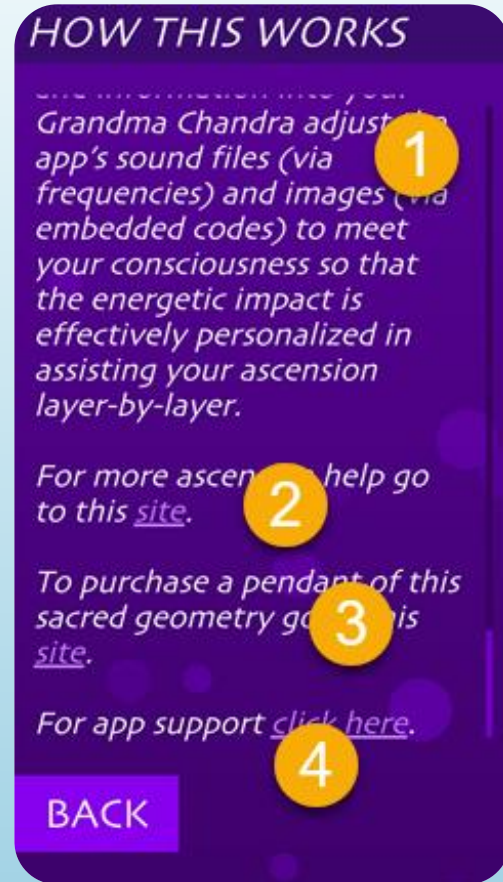 HOW THIS WORKS
Grandma Chandra adjust
app's sound files (via
frequencies) and images (via
embedded codes) to meet
your consciousness so that
the energetic impact is
effectively personalized in
assisting your ascension
layer-by-layer.
For more ascension help go
to this site.
To purchase a pendant of this
sacred geometry go this
site.
For app support click here.
BACK
1
2
3
4